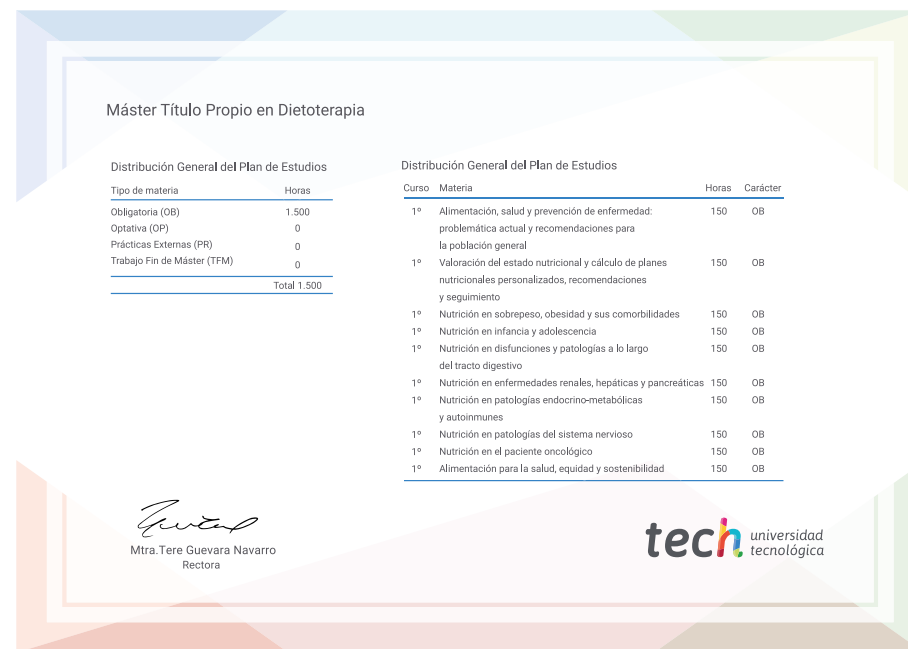 Máster Título Propio en Dietoterapia
Distribución General del Plan de Estudios
Tipo de materia Horas
Obligatoria (OB) 1.500
Optativa (OP) 0
Prácticas Externas (PR) 0
Trabajo Fin de Máster (TFM) 0
Total 1.500
Distribución General del Plan de Estudios
Curso Materia Horas Carácter
1º Alimentación, salud y prevención de enfermedad: 150 OB
problemática actual y recomendaciones para
la población general
1º Valoración del estado nutricional y cálculo de planes 150 OB
nutricionales personalizados, recomendaciones
y seguimiento
1º Nutrición en sobrepeso, obesidad y sus comorbilidades 150 OB
1º Nutrición en infancia y adolescencia 150 OB
1º Nutrición en disfunciones y patologías a lo largo 150 OB
del tracto digestivo
1º Nutrición en enfermedades renales, hepáticas y pancreáticas 150 OB
1º Nutrición en patologías endocrino-metabólicas 150 OB
y autoinmunes
1º Nutrición en patologías del sistema nervioso 150 OB
1º Nutrición en el paciente oncológico 150 OB
1º Alimentación para la salud, equidad y sostenibilidad 150 OB
Mtra.Tere Guevara Navarro
Rectora
tech universidad
tecnológica